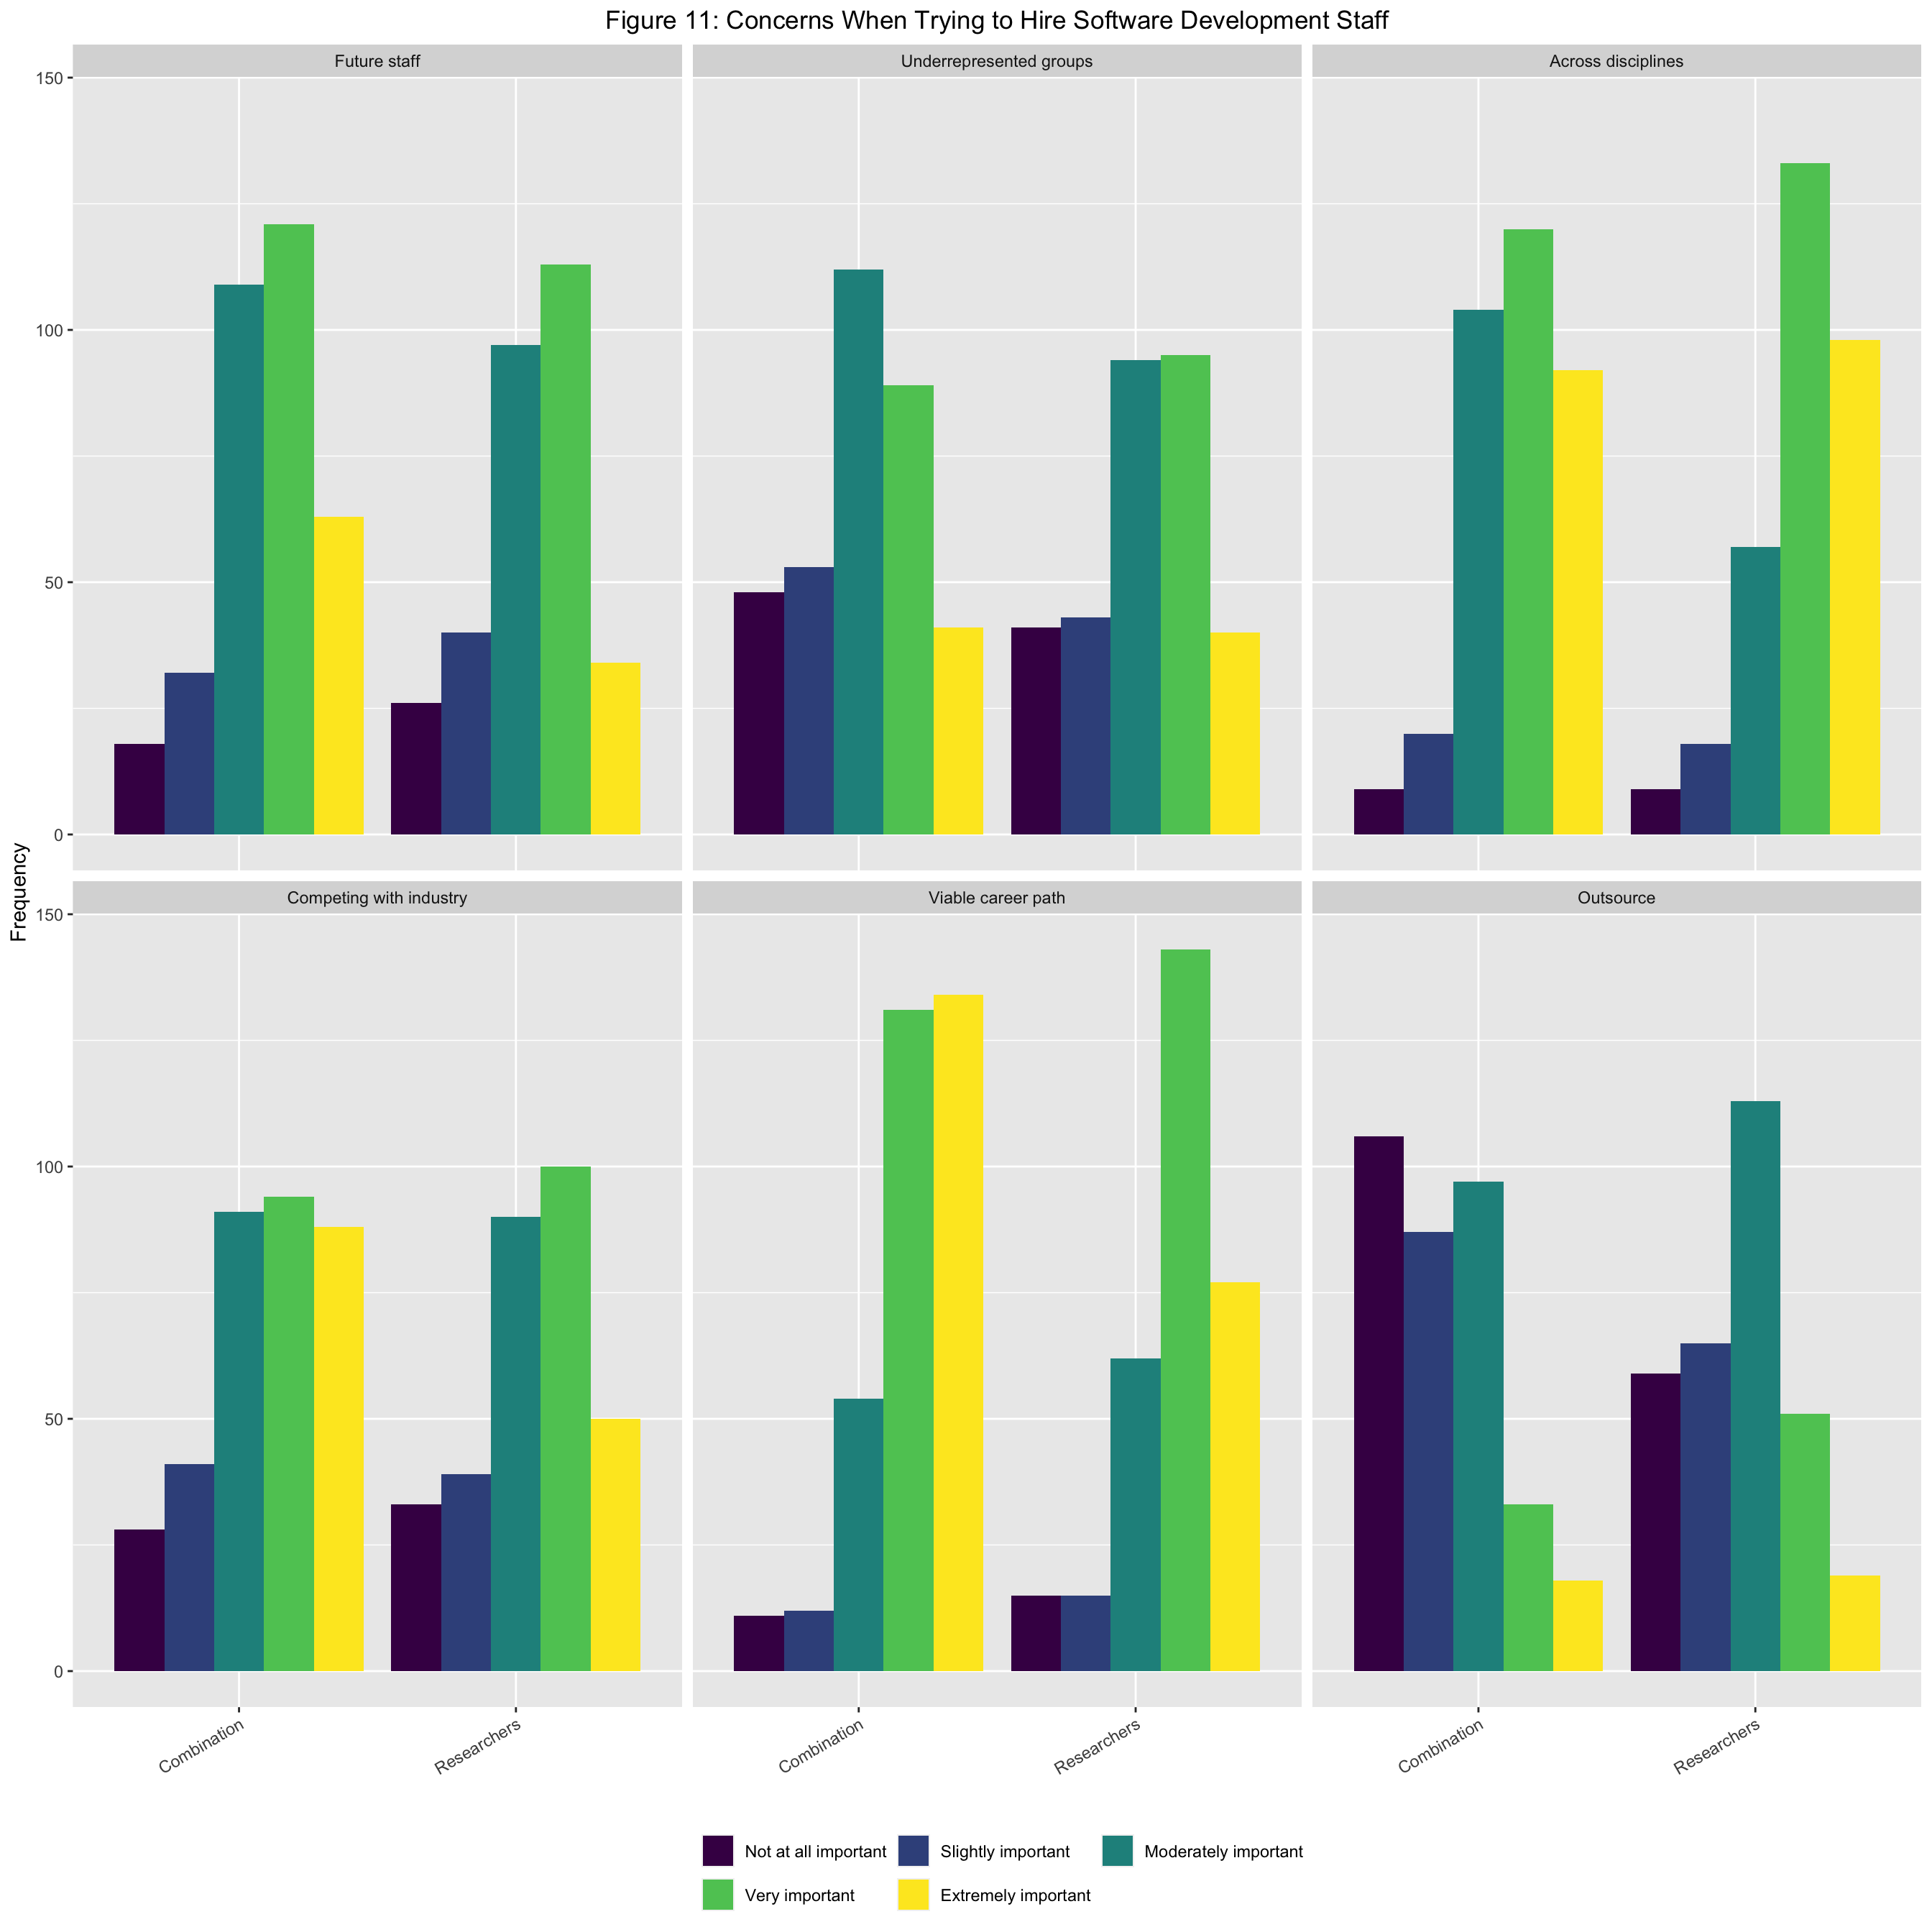 Figure 11: Concerns When Trying to Hire Software Development Staff
Future staff
Underrepresented groups
Across disciplines
150
100
50
0
Frequency
Competing with industry
Viable career path
Outsource
150
100
50
0
Combination
Researchers
Combination
Researchers
Combination
Researchers
Not at all important
Slightly important
Moderately important
Very important
Extremely important